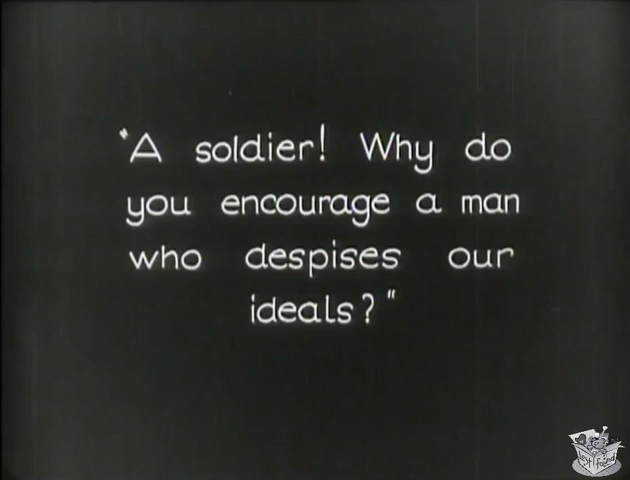 "A soldier! Why do
you encourage a man
who despises our
ideals?"